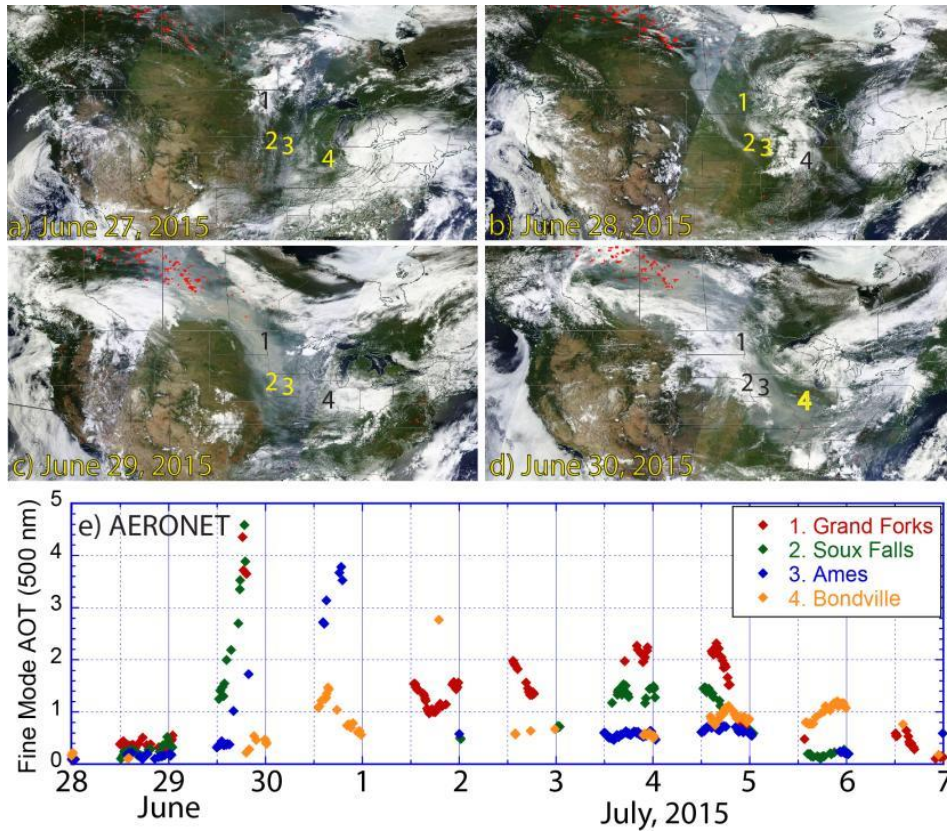 1
2 3
4
a) June 27, 2015
1
2 3
4
b) June 28, 2015
1
2 3
4
c) June 29, 2015
1
2 3
4
d) June 30, 2015
e) AERONET
1. Grand Forks
2. Soux Falls
3. Ames
4. Bondville
Fine Mode AOT (500 nm)
5
4
3
2
1
0
28 29 30 1 2 3 4 5 6 7
June July, 2015